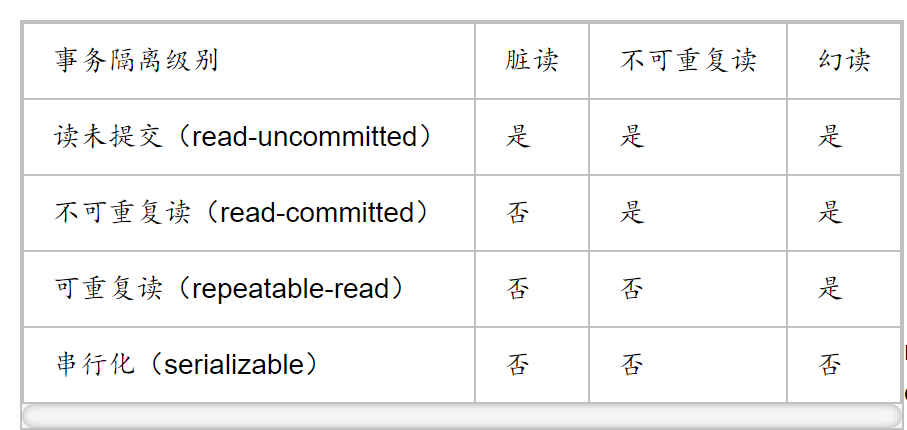 事务隔离级别 脏读 不可重复读 幻读
读未提交（read-uncommitted） 是 是 是
不可重复读（read-committed） 否 是 是
可重复读（repeatable-read） 否 否 是
串行化（serializable） 否 否 否